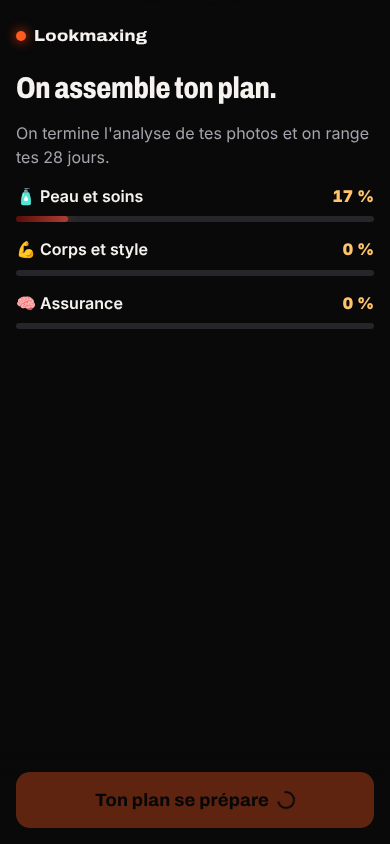 Lookmaxing
On assemble ton plan.
On termine l'analyse de tes photos et on range
tes 28 jours.
🧴 Peau et soins 17 %
💪 Corps et style 0 %
🧠 Assurance 0 %
Ton plan se prépare